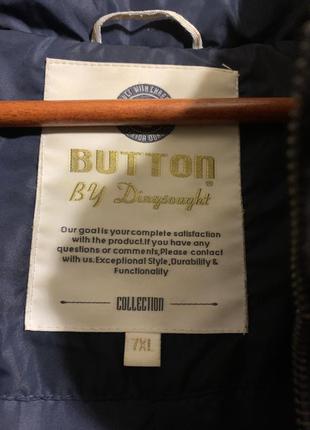 BUTTON®
BY Dingsought
Our goal is your complete satisfaction
with the product.If you have any
questions or comments,Please contact
with us.Exceptional Style,Durability &
Functionality
COLLECTION
7XL